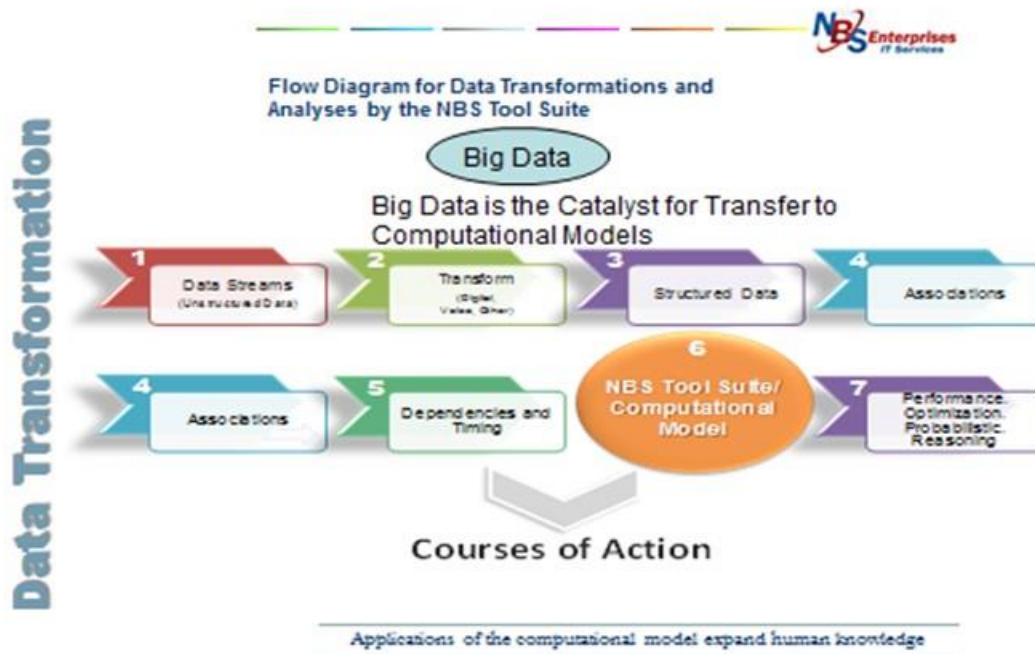 NBS Enterprises
IT Services
Flow Diagram for Data Transformations and
Analyses by the NBS Tool Suite
Data Transformation
Big Data
Big Data is the Catalyst for Transfer to
Computational Models
1
Data Streams
(Unstructured Data)
2
Transform
(Digital,
Value, Other)
3
Structured Data
4
Associations
4
Associations
5
Dependencies and
Timing
6
NBS Tool Suite/
Computational
Model
7
Performance.
Optimization.
Probabilistic.
Reasoning
Courses of Action
Applications of the computational model expand human knowledge